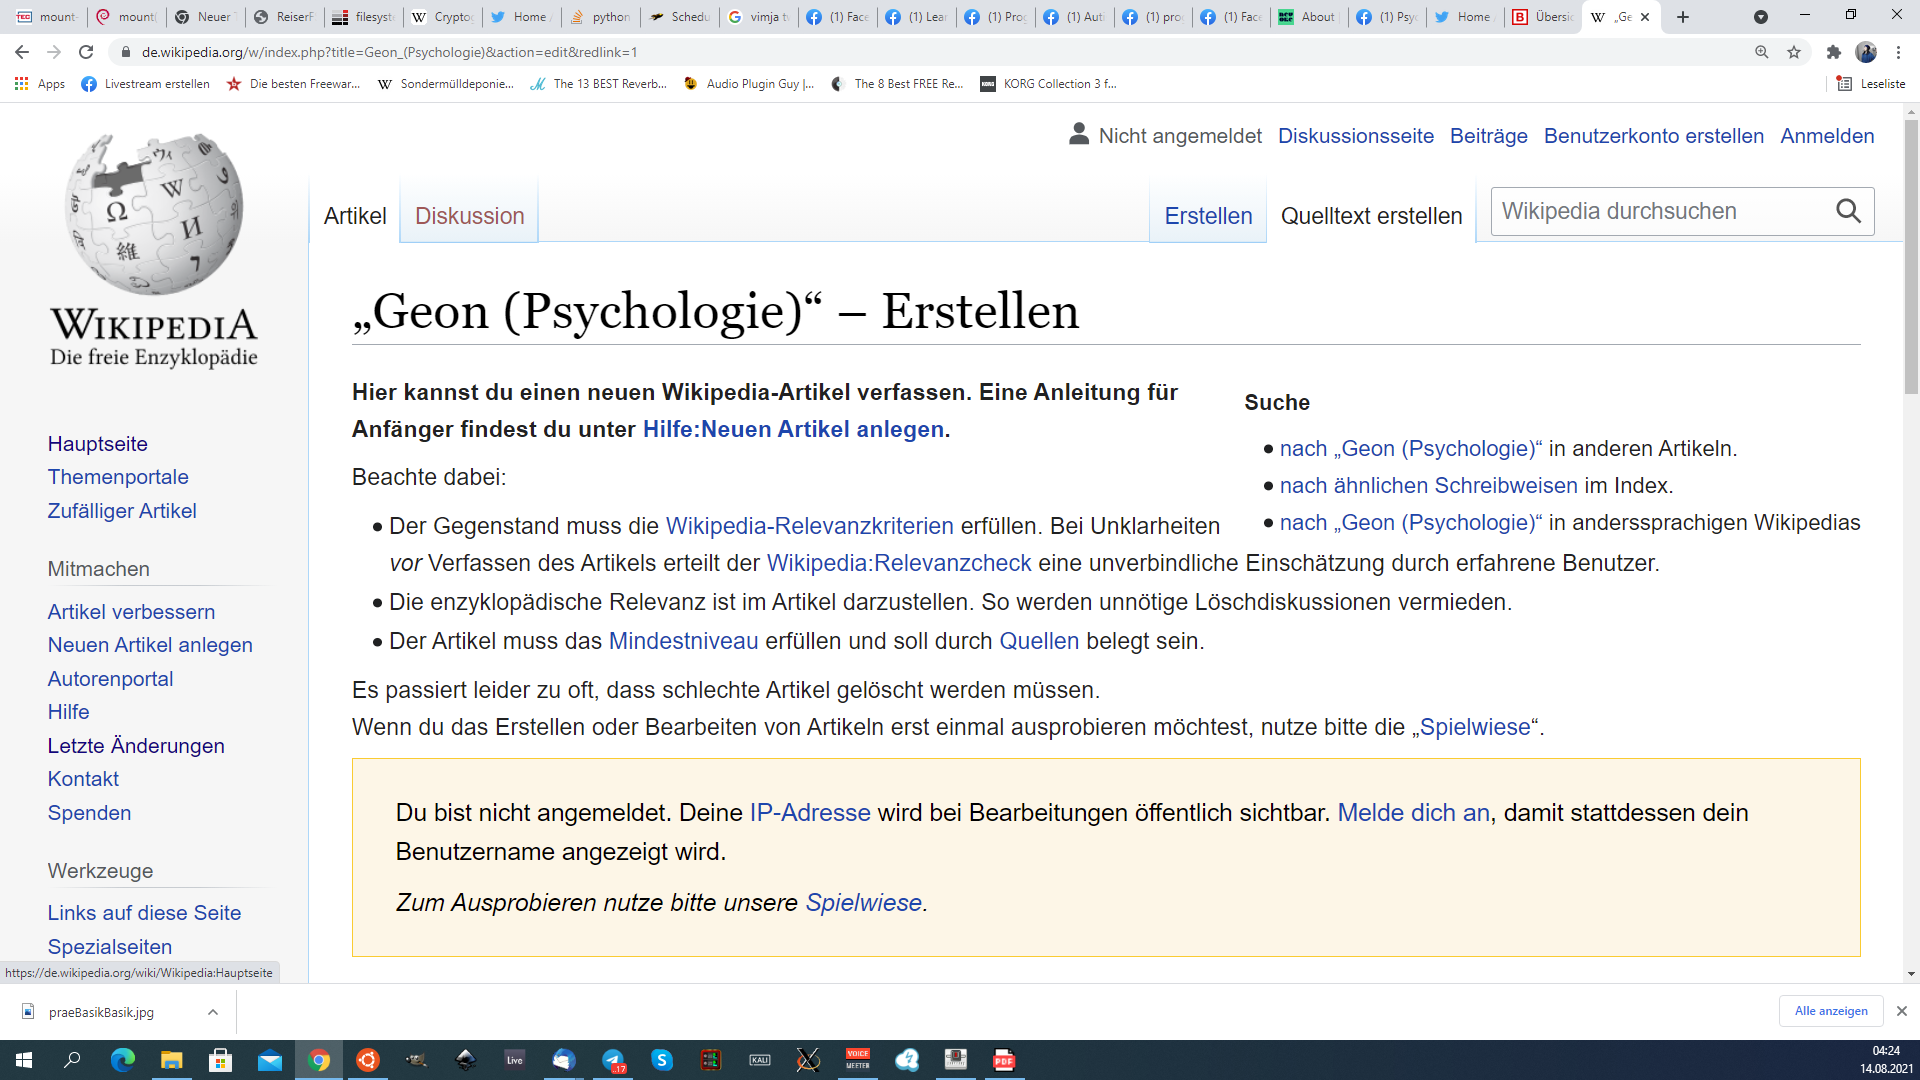 mount-
mount(
Neuer
ReiserF
filesyste
Cryptog
Home /
python
Schedu
vimja tv
(1) Face
(1) Lear
(1) Prog
(1) Auto
(1) prog
(1) Face
About
(1) Psyc
Home /
Übersic
„Ge
de.wikipedia.org/w/index.php?title=Geon_(Psychologie)&action=edit&redlink=1
Apps
Livestream erstellen
Die besten Freewar...
Sondermülldeponie...
The 13 BEST Reverb...
Audio Plugin Guy |...
The 8 Best FREE Re...
KORG Collection 3 f...
Leseliste
Nicht angemeldet Diskussionsseite Beiträge Benutzerkonto erstellen Anmelden
Artikel Diskussion Erstellen Quelltext erstellen Wikipedia durchsuchen
WIKIPEDIA
Die freie Enzyklopädie
Hauptseite
Themenportale
Zufälliger Artikel
Mitmachen
Artikel verbessern
Neuen Artikel anlegen
Autorenportal
Hilfe
Letzte Änderungen
Kontakt
Spenden
Werkzeuge
Links auf diese Seite
Spezialseiten
„Geon (Psychologie)“ – Erstellen
Hier kannst du einen neuen Wikipedia-Artikel verfassen. Eine Anleitung für
Anfänger findest du unter Hilfe:Neuen Artikel anlegen.
Suche
nach „Geon (Psychologie)“ in anderen Artikeln.
nach ähnlichen Schreibweisen im Index.
nach „Geon (Psychologie)“ in anderssprachigen Wikipedias
Beachte dabei:
Der Gegenstand muss die Wikipedia-Relevanzkriterien erfüllen. Bei Unklarheiten
vor Verfassen des Artikels erteilt der Wikipedia:Relevanzcheck eine unverbindliche Einschätzung durch erfahrene Benutzer.
Die enzyklopädische Relevanz ist im Artikel darzustellen. So werden unnötige Löschdiskussionen vermieden.
Der Artikel muss das Mindestniveau erfüllen und soll durch Quellen belegt sein.
Es passiert leider zu oft, dass schlechte Artikel gelöscht werden müssen.
Wenn du das Erstellen oder Bearbeiten von Artikeln erst einmal ausprobieren möchtest, nutze bitte die „Spielwiese“.
Du bist nicht angemeldet. Deine IP-Adresse wird bei Bearbeitungen öffentlich sichtbar. Melde dich an, damit stattdessen dein
Benutzername angezeigt wird.
Zum Ausprobieren nutze bitte unsere Spielwiese.
https://de.wikipedia.org/wiki/Wikipedia:Hauptseite
praeBasikBasik.jpg
Alle anzeigen
Live
17
KALI
VOICE
MEETER
PDF
04:24
14.08.2021